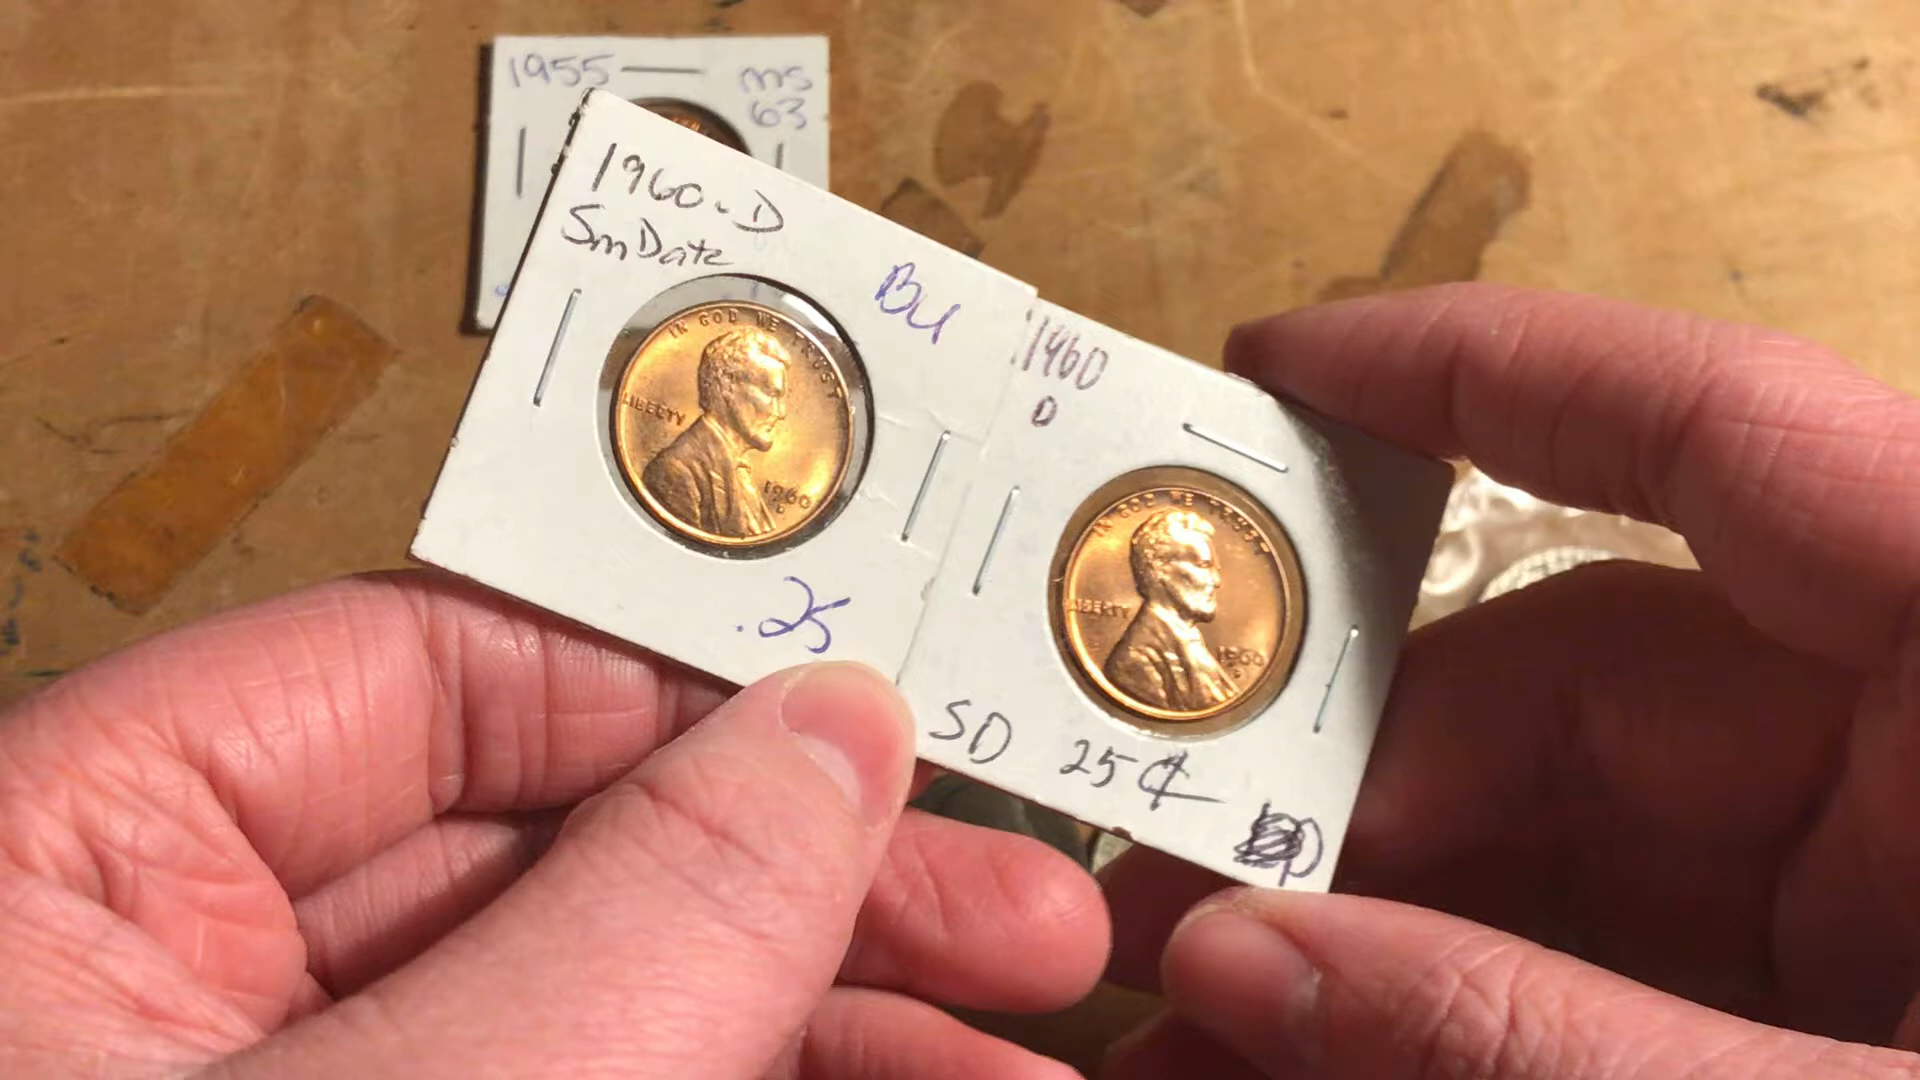 1955
MS
63
1960-D
Sm Date
BU
IN GOD WE TRUST
LIBERTY
1960
D
.25
1960
D
IN GOD WE TRUST
LIBERTY
1960
D
SD 25¢